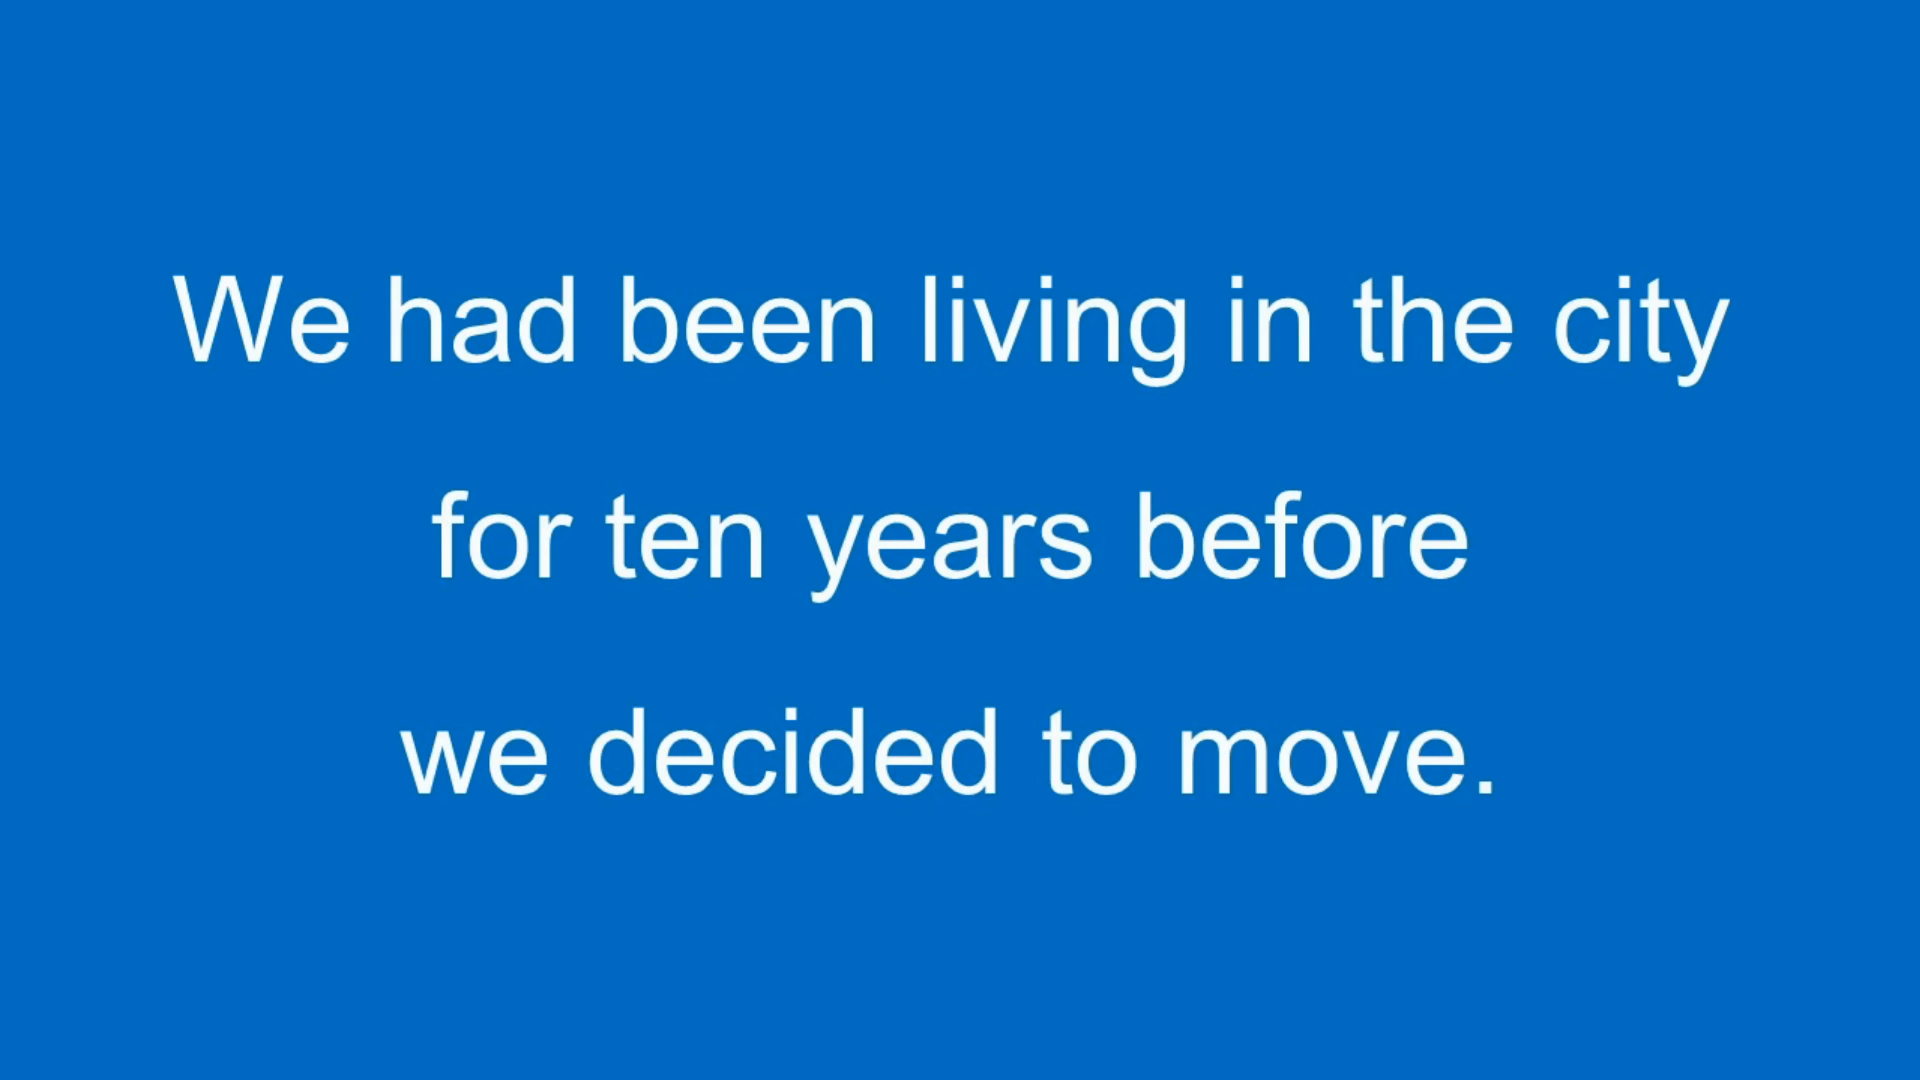 We had been living in the city
for ten years before
we decided to move.